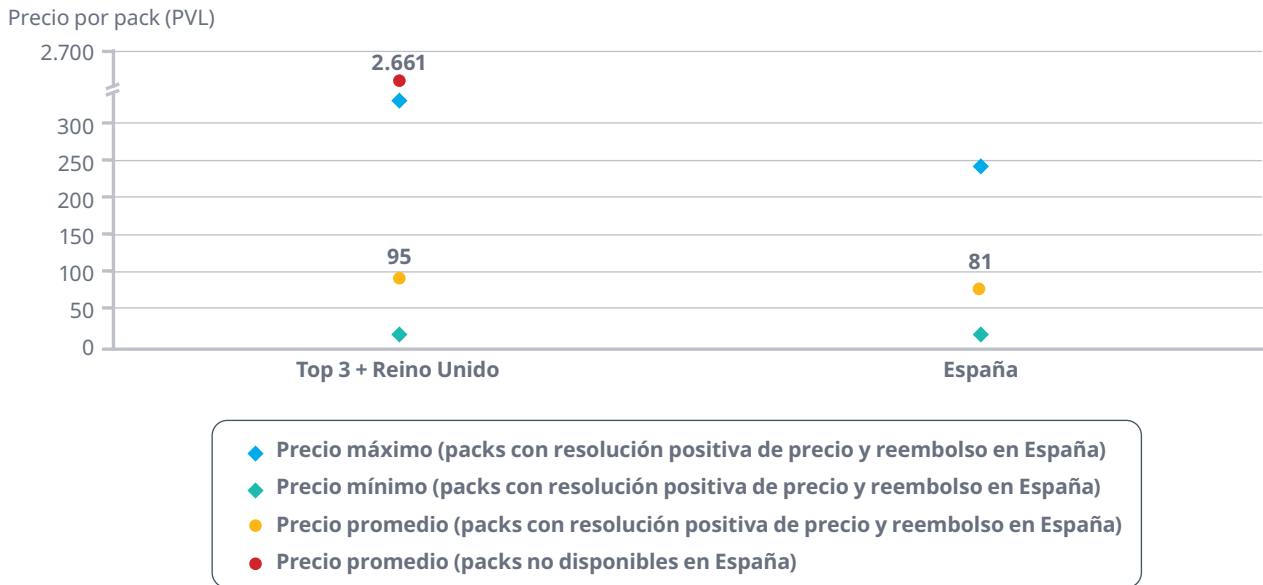 Precio por pack (PVL)
2.700
2.661
300
250
200
150
95
81
100
50
0
Top 3 + Reino Unido
España
Precio máximo (packs con resolución positiva de precio y reembolso en España)
Precio mínimo (packs con resolución positiva de precio y reembolso en España)
Precio promedio (packs con resolución positiva de precio y reembolso en España)
Precio promedio (packs no disponibles en España)